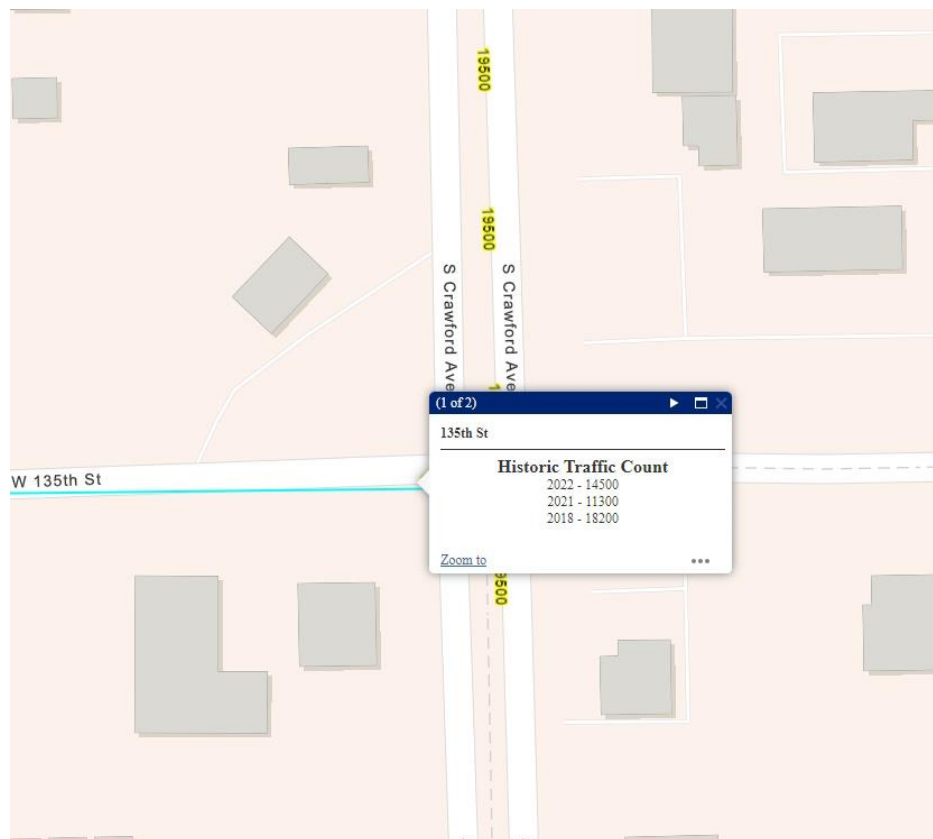 19500
19500
S Crawford Ave
S Crawford Ave
(1 of 2)
135th St
Historic Traffic Count
2022 - 14500
2021 - 11300
2018 - 18200
Zoom to
W 135th St